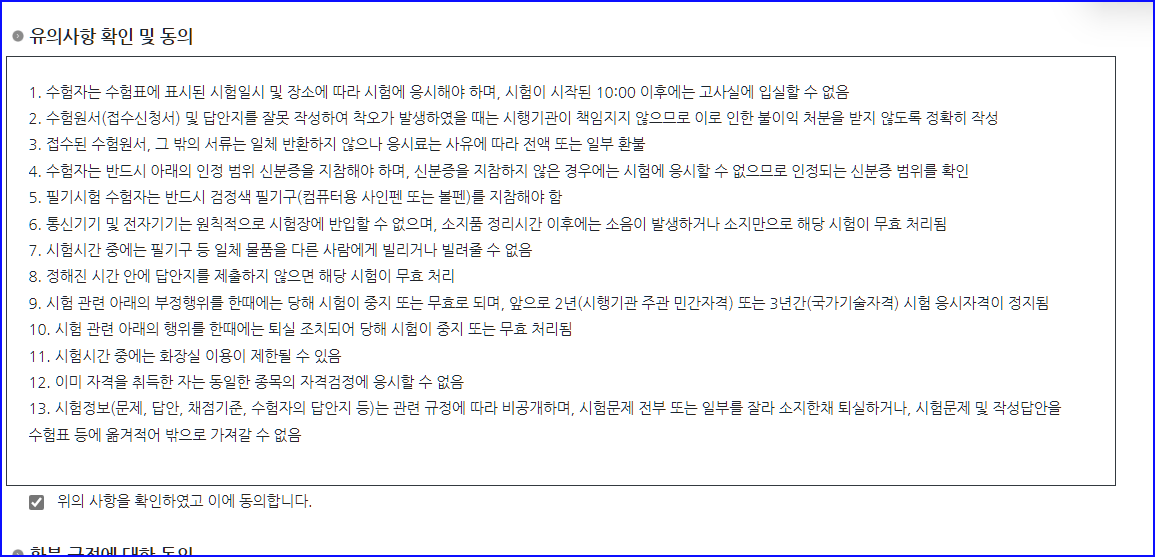 유의사항 확인 및 동의
1. 수험자는 수험표에 표시된 시험일시 및 장소에 따라 시험에 응시해야 하며, 시험이 시작된 10:00 이후에는 고사실에 입실할 수 없음
2. 수험원서(접수신청서) 및 답안지를 잘못 작성하여 착오가 발생하였을 때는 시행기관이 책임지지 않으므로 이로 인한 불이익 처분을 받지 않도록 정확히 작성
3. 접수된 수험원서, 그 밖의 서류는 일체 반환하지 않으나 응시료는 사유에 따라 전액 또는 일부 환불
4. 수험자는 반드시 아래의 인정 범위 신분증을 지참해야 하며, 신분증을 지참하지 않은 경우에는 시험에 응시할 수 없으므로 인정되는 신분증 범위를 확인
5. 필기시험 수험자는 반드시 검정색 필기구(컴퓨터용 사인펜 또는 볼펜)를 지참해야 함
6. 통신기기 및 전자기기는 원칙적으로 시험장에 반입할 수 없으며, 소지품 정리시간 이후에는 소음이 발생하거나 소지만으로 해당 시험이 무효 처리됨
7. 시험시간 중에는 필기구 등 일체 물품을 다른 사람에게 빌리거나 빌려줄 수 없음
8. 정해진 시간 안에 답안지를 제출하지 않으면 해당 시험이 무효 처리
9. 시험 관련 아래의 부정행위를 한때에는 당해 시험이 중지 또는 무효로 되며, 앞으로 2년(시행기관 주관 민간자격) 또는 3년간(국가기술자격) 시험 응시자격이 정지됨
10. 시험 관련 아래의 행위를 한때에는 퇴실 조치되어 당해 시험이 중지 또는 무효 처리됨
11. 시험시간 중에는 화장실 이용이 제한될 수 있음
12. 이미 자격을 취득한 자는 동일한 종목의 자격검정에 응시할 수 없음
13. 시험정보(문제, 답안, 채점기준, 수험자의 답안지 등)는 관련 규정에 따라 비공개하며, 시험문제 전부 또는 일부를 잘라 소지한채 퇴실하거나, 시험문제 및 작성답안을
수험표 등에 옮겨적어 밖으로 가져갈 수 없음
위의 사항을 확인하였고 이에 동의합니다.
환불 규정에 대한 동의